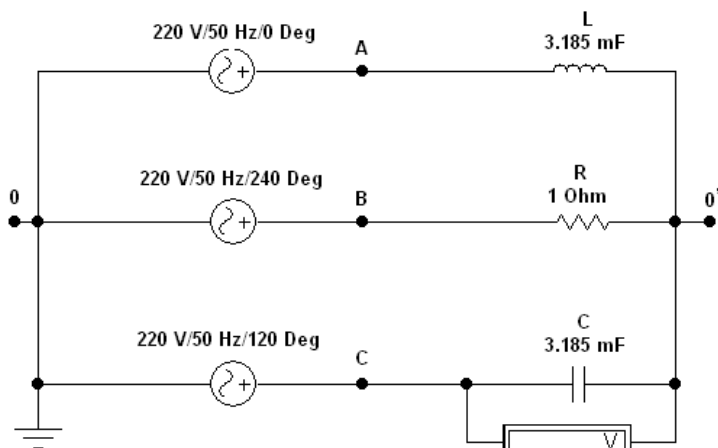 220 V/50 Hz/0 Deg
A
L
3.185 mF
220 V/50 Hz/240 Deg
B
R
1 Ohm
0
0'
220 V/50 Hz/120 Deg
C
C
3.185 mF
V